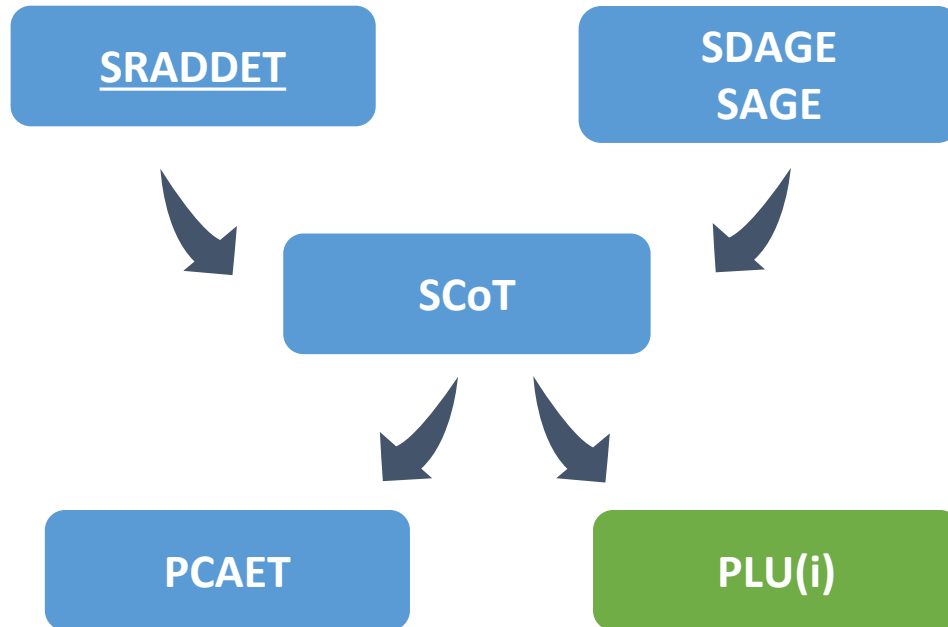 SRADDET
SDAGE
SAGE
SCoT
PCAET
PLU(i)